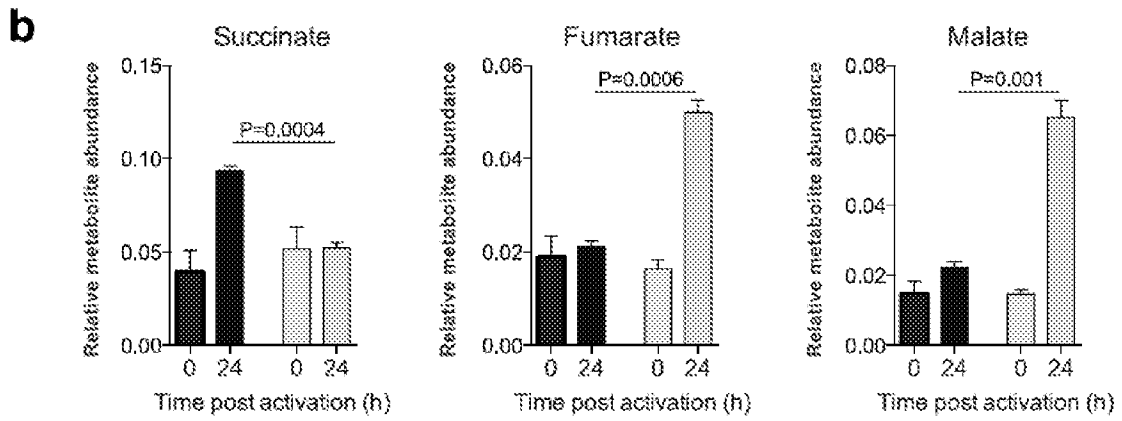 b
Succinate
Relative metabolite abundance
0.15
0.10
0.05
0.00
P=0.0004
0 24 0 24
Time post activation (h)
Fumarate
Relative metabolite abundance
0.06
0.04
0.02
0.00
P=0.0006
0 24 0 24
Time post activation (h)
Malate
Relative metabolite abundance
0.08
0.06
0.04
0.02
0.00
P=0.001
0 24 0 24
Time post activation (h)